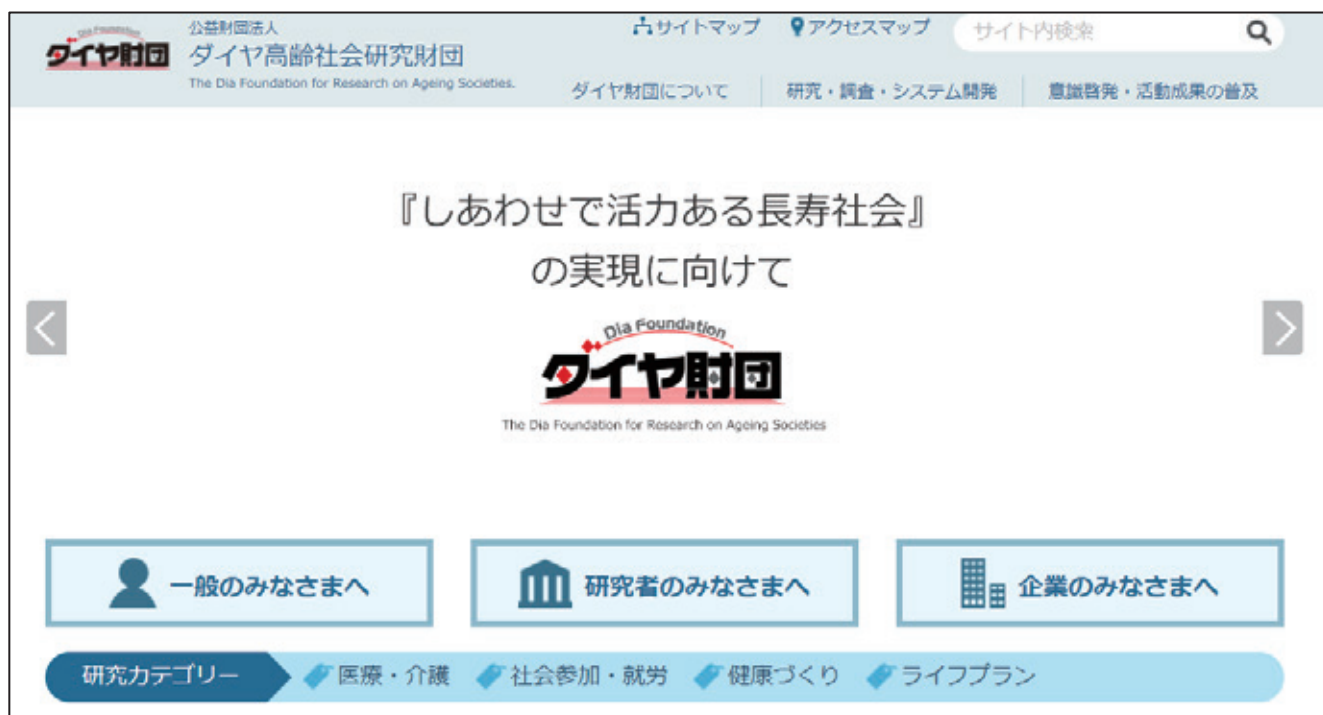 Dia Foundation
ダイヤ財団
公益財団法人
ダイヤ高齢社会研究財団
The Dia Foundation for Research on Ageing Societies.
サイトマップ
アクセスマップ
サイト内検索
ダイヤ財団について
研究・調査・システム開発
意識啓発・活動成果の普及
『しあわせで活力ある長寿社会』
の実現に向けて
Dia Foundation
ダイヤ財団
The Dia Foundation for Research on Ageing Societies
一般のみなさまへ
研究者のみなさまへ
企業のみなさまへ
研究カテゴリー
医療・介護
社会参加・就労
健康づくり
ライフプラン